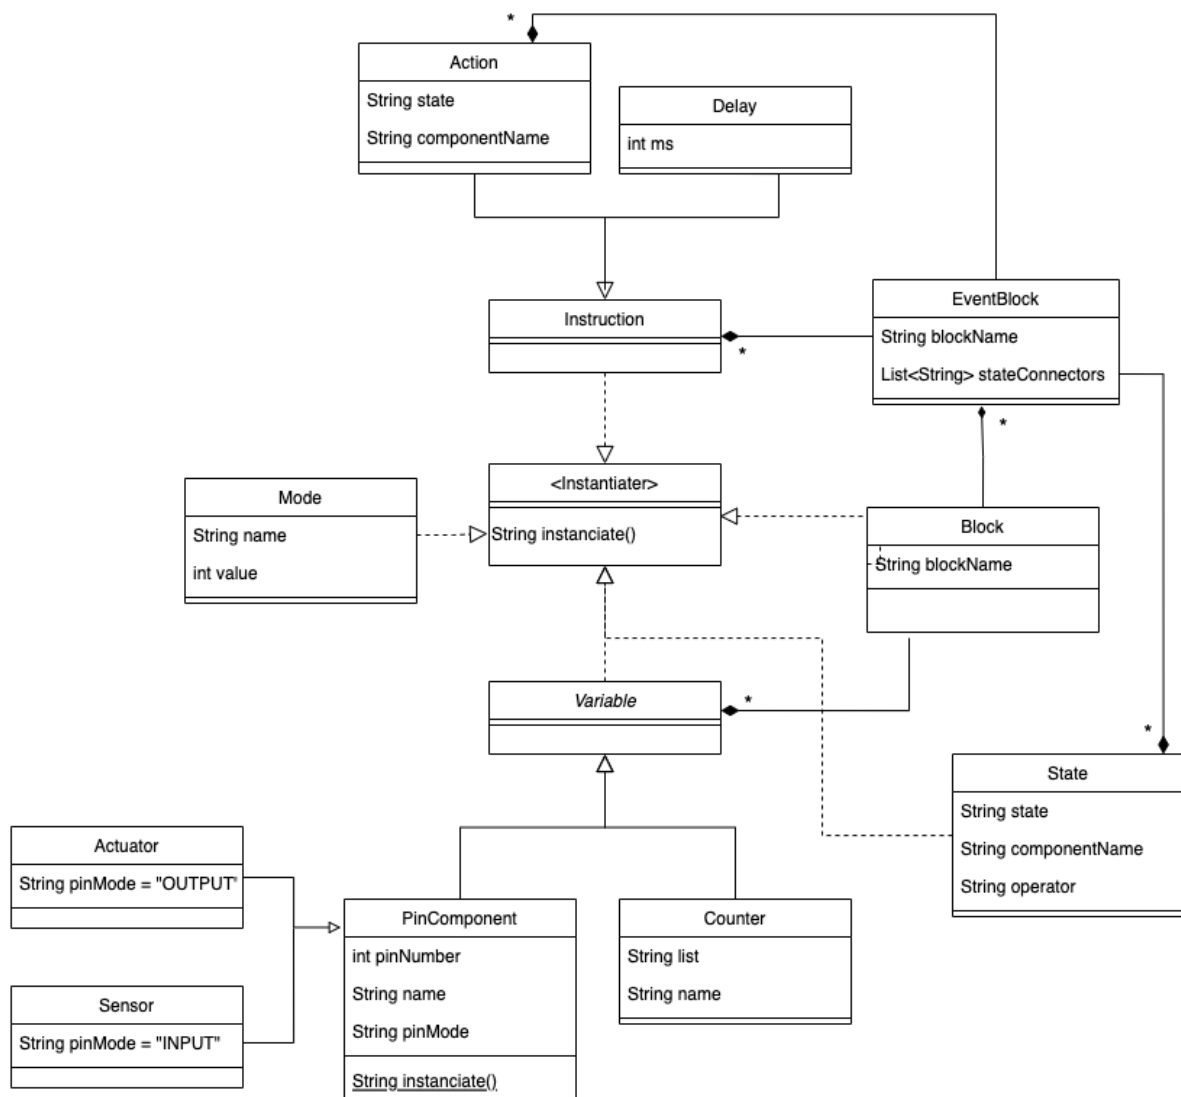 *
Action
String state
String componentName
Delay
int ms
Instruction
*
EventBlock
String blockName
List<String> stateConnectors
*
<Instantiater>
String instanciate()
Mode
String name
int value
Block
String blockName
Variable
*
*
State
String state
String componentName
String operator
Actuator
String pinMode = "OUTPUT"
Sensor
String pinMode = "INPUT"
PinComponent
int pinNumber
String name
String pinMode
String instanciate()
Counter
String list
String name